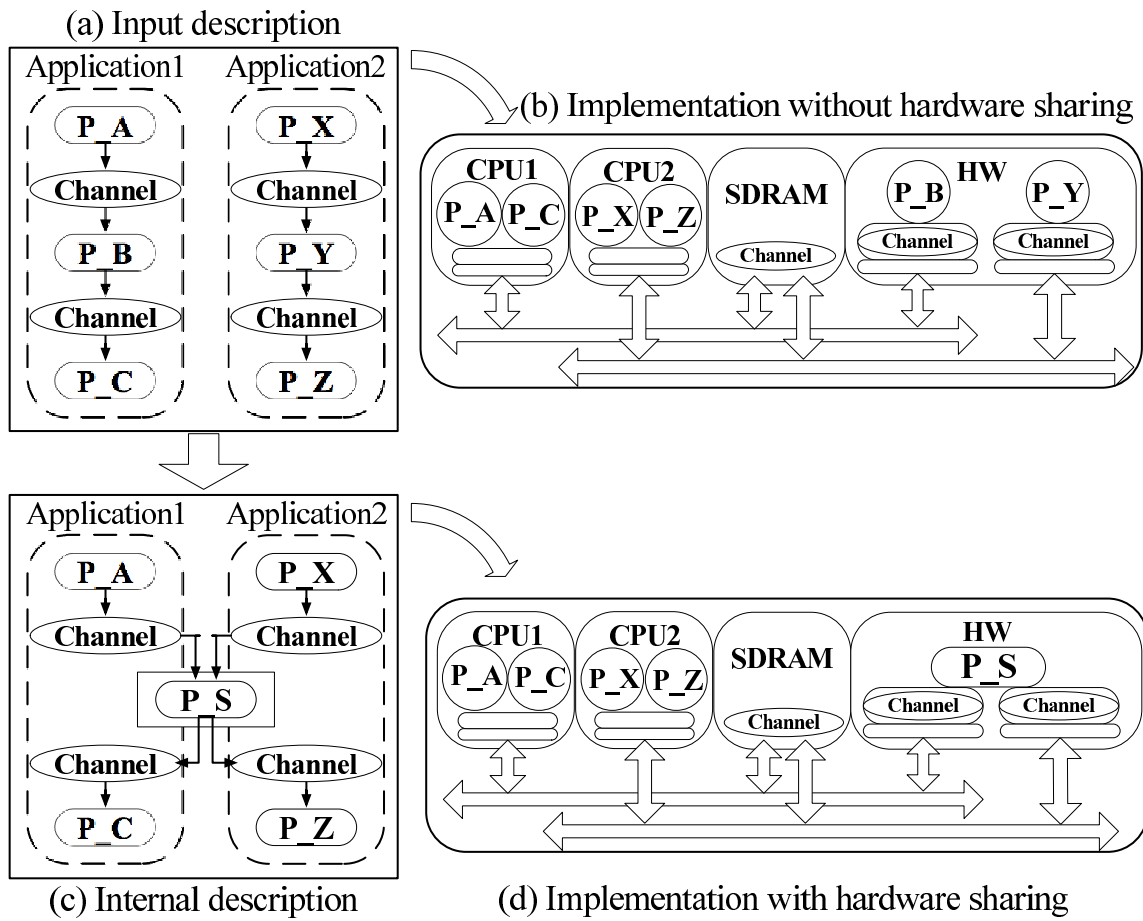 (a) Input description
Application1 Application2
P_A
Channel
P_B
Channel
P_C
P_X
Channel
P_Y
Channel
P_Z
(b) Implementation without hardware sharing
CPU1
P_A P_C
CPU2
P_X P_Z
SDRAM
Channel
HW
P_B P_Y
Channel Channel
Application1 Application2
P_A
Channel
P_X
Channel
P_S
Channel
P_C
Channel
P_Z
(c) Internal description
CPU1
P_A P_C
CPU2
P_X P_Z
SDRAM
Channel
HW
P_S
Channel Channel
(d) Implementation with hardware sharing